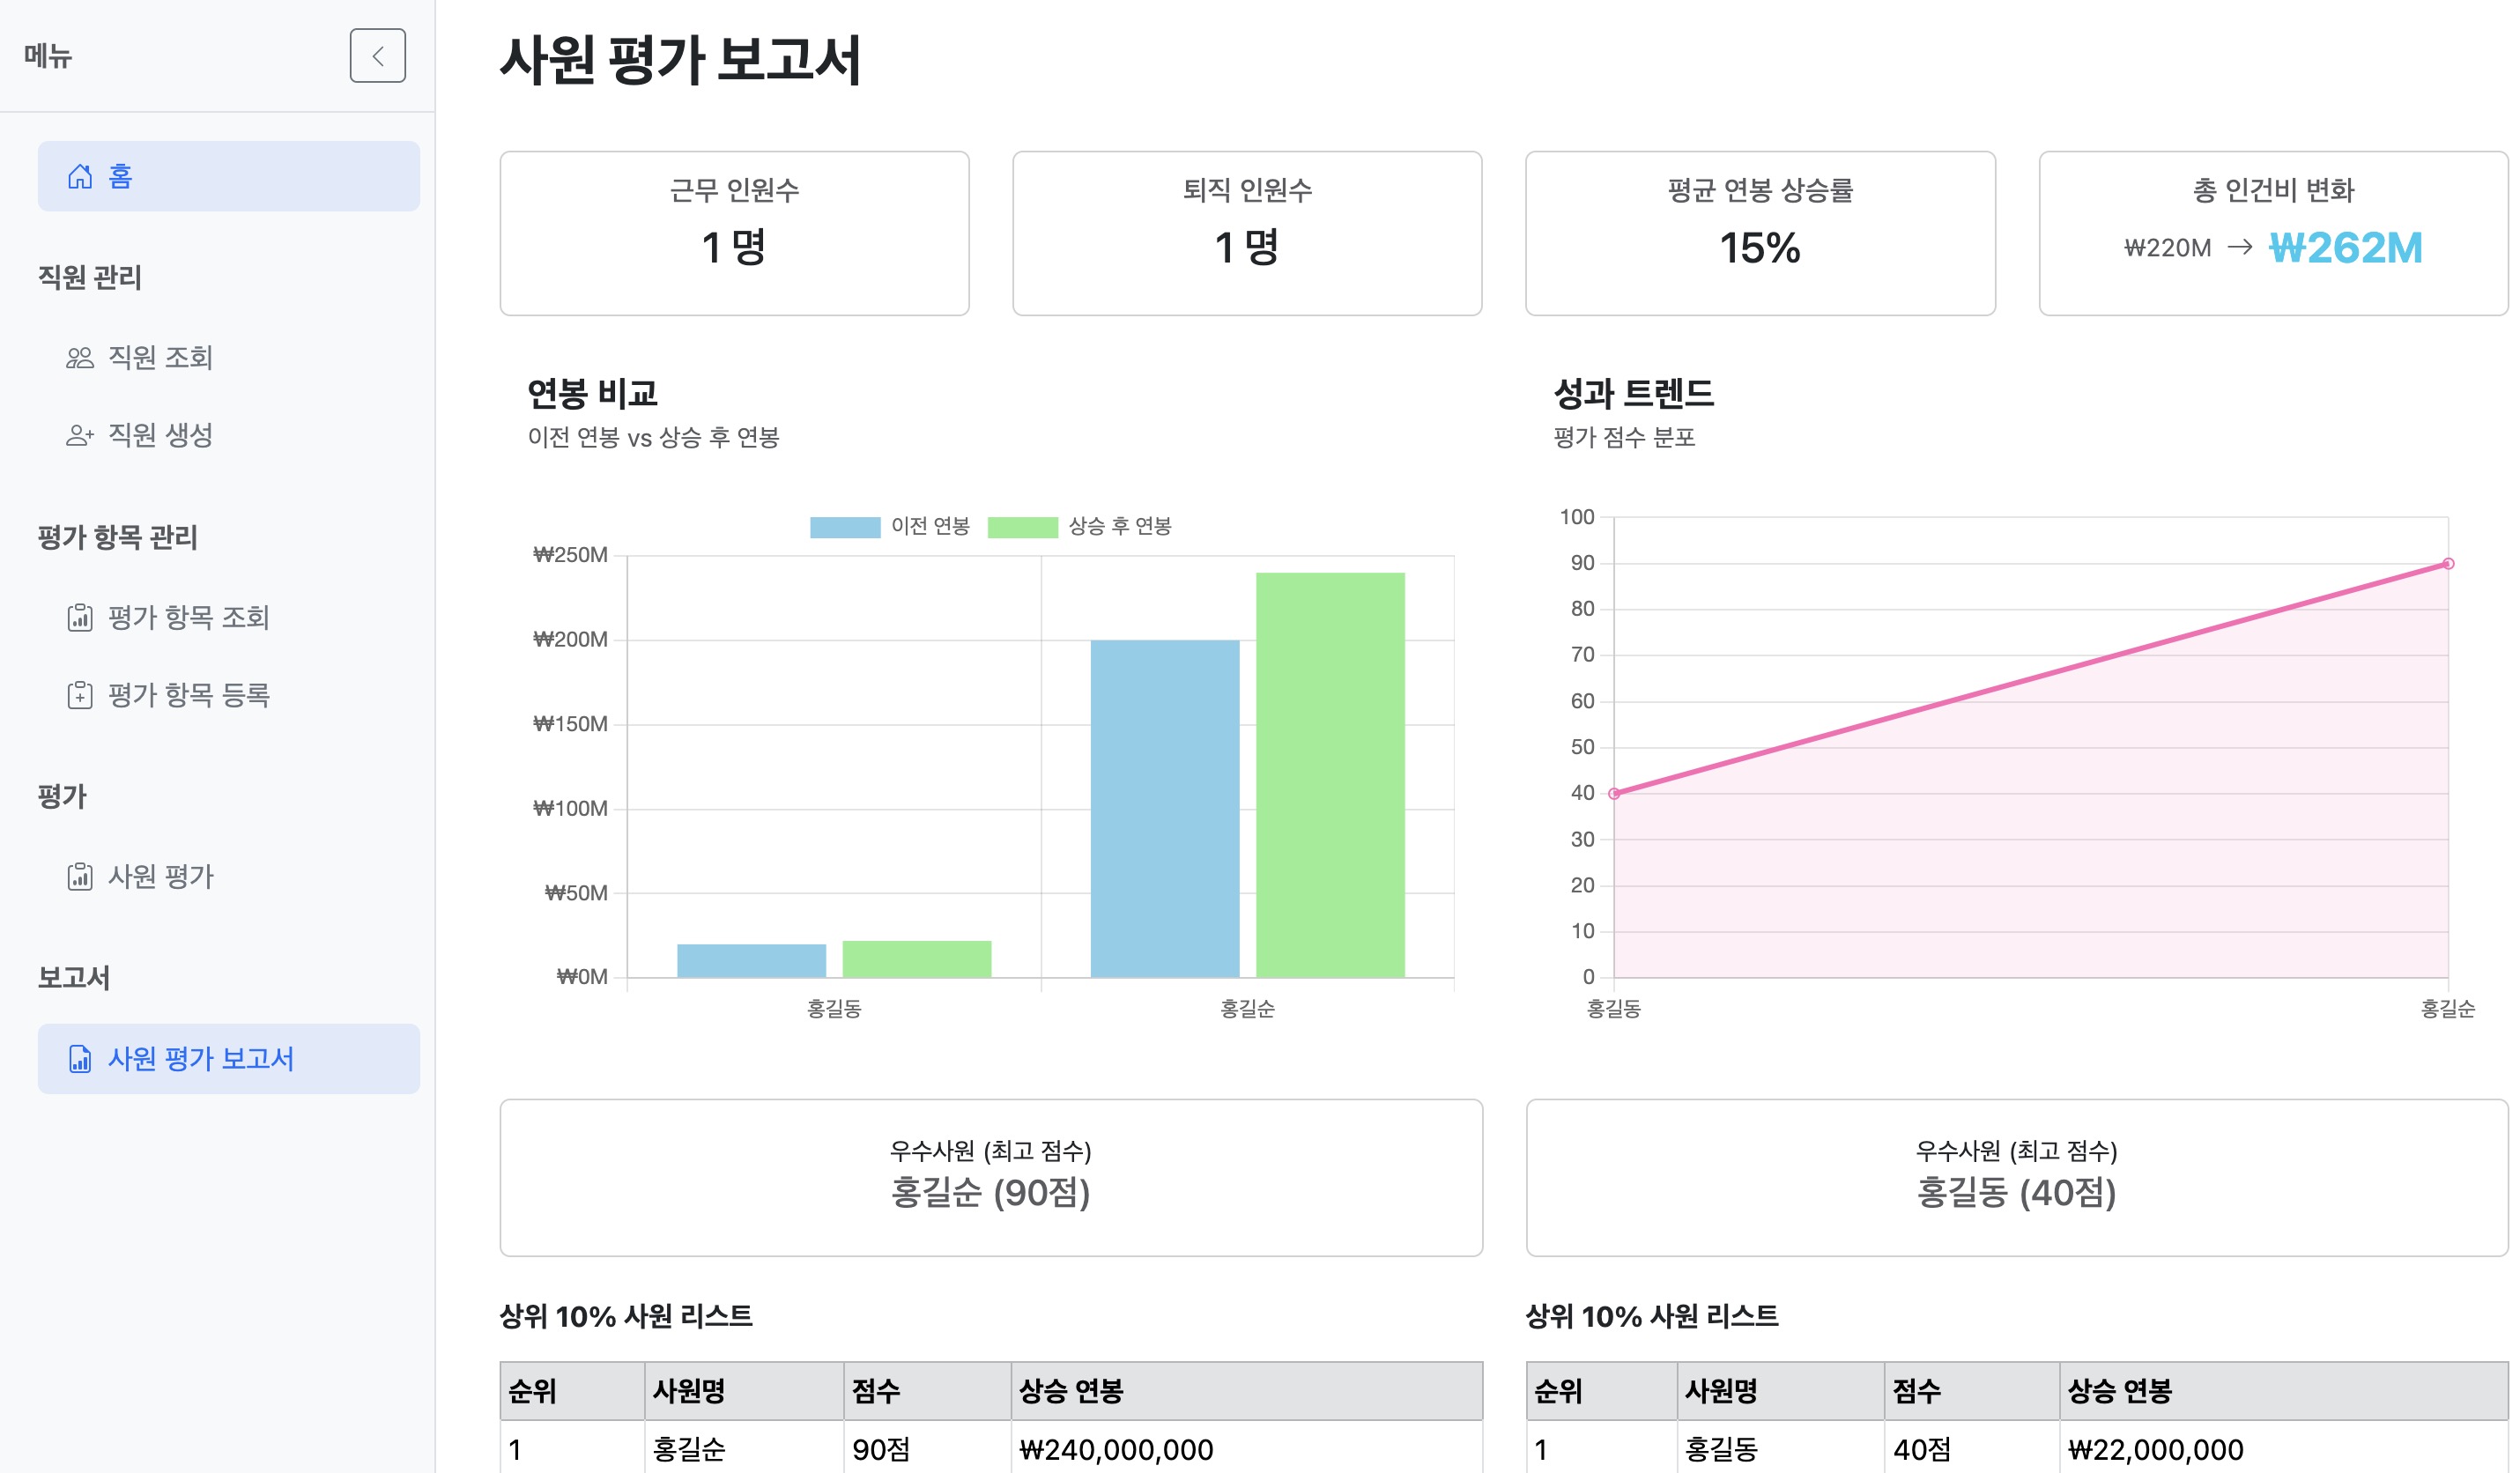 메뉴
홈
직원 관리
직원 조회
직원 생성
평가 항목 관리
평가 항목 조회
평가 항목 등록
평가
사원 평가
보고서
사원 평가 보고서
사원 평가 보고서
근무 인원수
1 명
퇴직 인원수
1 명
평균 연봉 상승률
15%
총 인건비 변화
₩220M → ₩262M
연봉 비교
이전 연봉 vs 상승 후 연봉
이전 연봉 상승 후 연봉
₩250M
₩200M
₩150M
₩100M
₩50M
₩0M
홍길동 홍길순
성과 트렌드
평가 점수 분포
100
90
80
70
60
50
40
30
20
10
0
홍길동 홍길순
우수사원 (최고 점수)
홍길순 (90점)
우수사원 (최고 점수)
홍길동 (40점)
상위 10% 사원 리스트
순위 사원명 점수 상승 연봉
1 홍길순 90점 ₩240,000,000
상위 10% 사원 리스트
순위 사원명 점수 상승 연봉
1 홍길동 40점 ₩22,000,000